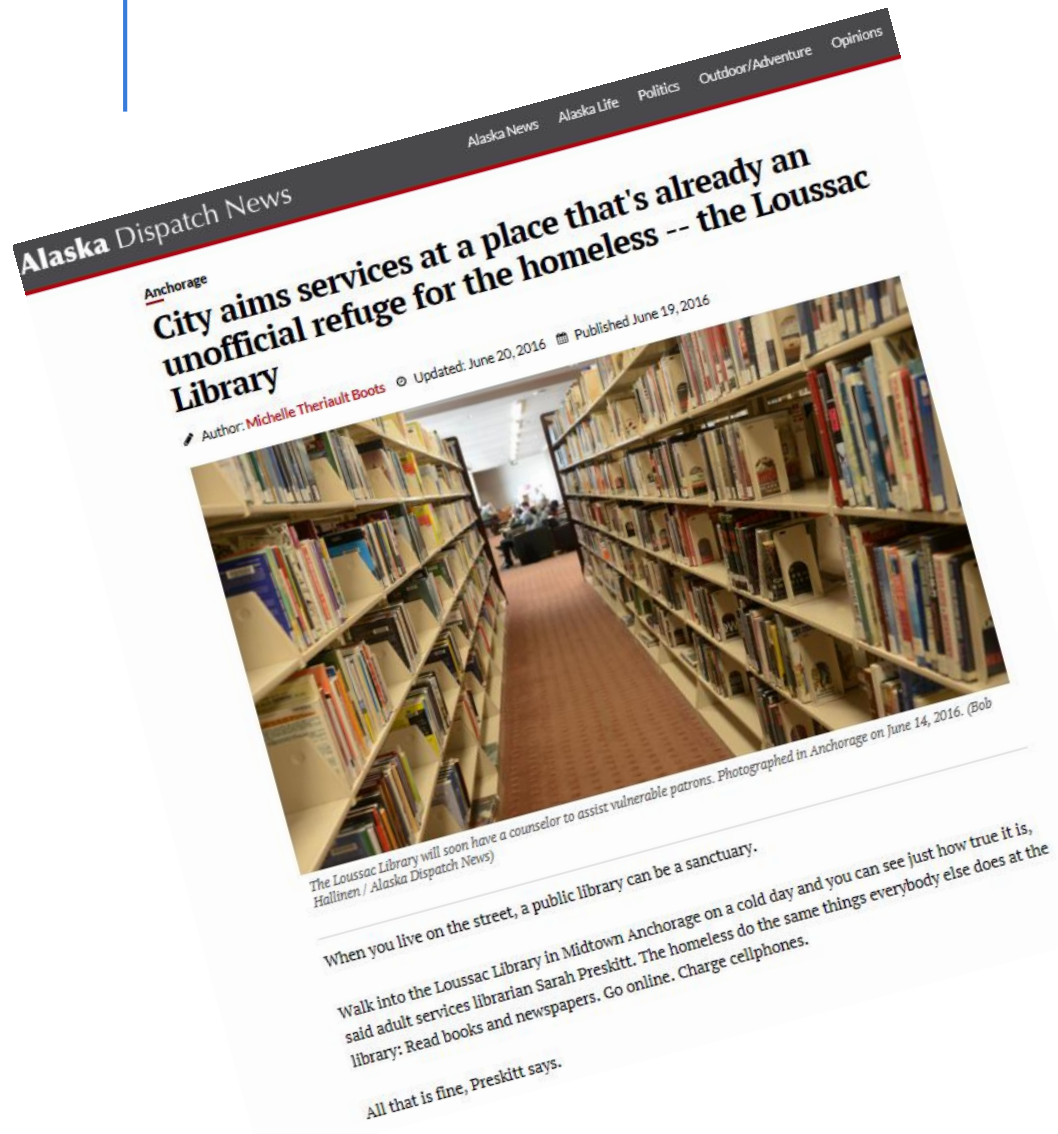 Alaska Dispatch News
Alaska News Alaska Life Politics Outdoor/Adventure Opinions
Anchorage
City aims services at a place that's already an
unofficial refuge for the homeless -- the Loussac
Library
Author: Michelle Theriault Boots Updated: June 20, 2016 Published June 19, 2016
The Loussac Library will soon have a counselor to assist vulnerable patrons. Photographed in Anchorage on June 14, 2016. (Bob
Hallinen / Alaska Dispatch News)
When you live on the street, a public library can be a sanctuary.
Walk into the Loussac Library in Midtown Anchorage on a cold day and you can see just how true it is,
said adult services librarian Sarah Preskitt. The homeless do the same things everybody else does at the
library: Read books and newspapers. Go online. Charge cellphones.
All that is fine, Preskitt says.